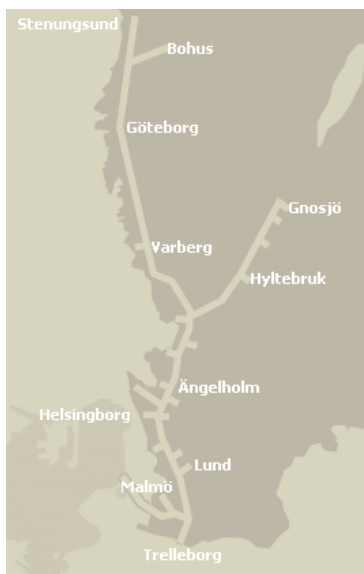 Stenungsund
Bohus
Göteborg
Gnosjö
Varberg
Hyltebruk
Ängelholm
Helsingborg
Lund
Malmö
Trelleborg